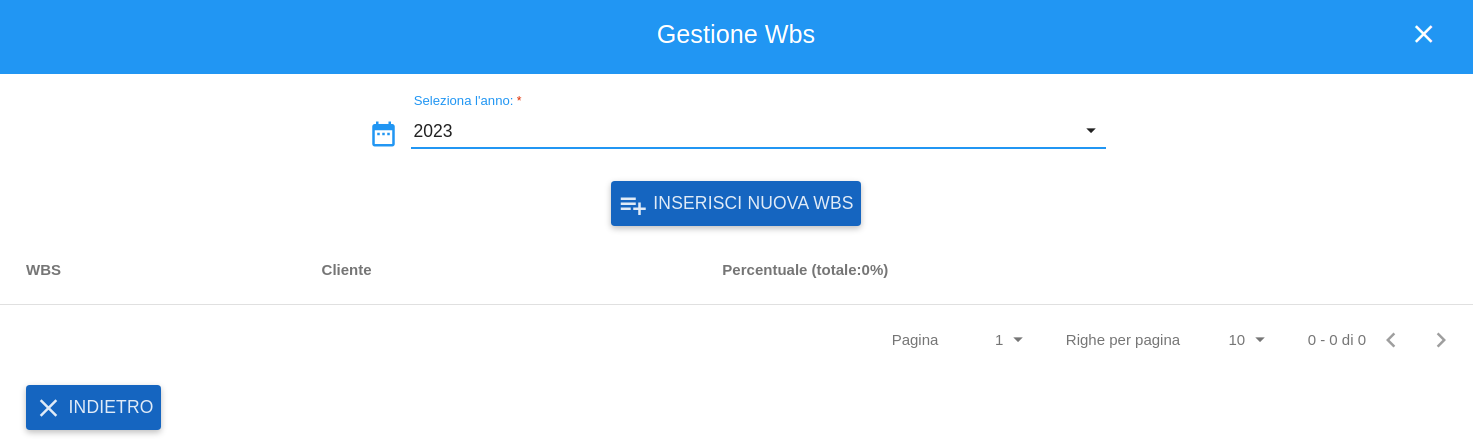 Gestione Wbs
Seleziona l'anno: *
2023
INSERISCI NUOVA WBS
WBS Cliente Percentuale (totale:0%)
Pagina 1 Righe per pagina 10 0 - 0 di 0
INDIETRO